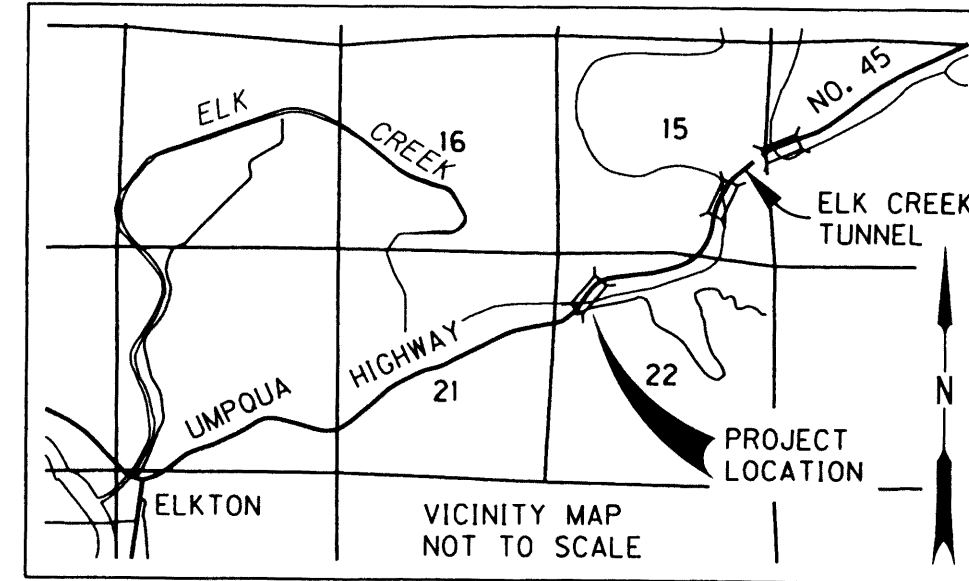 NO. 45
ELK
CREEK
16
15
ELK CREEK
TUNNEL
UMPQUA
HIGHWAY
21
22
N
PROJECT
LOCATION
ELKTON
VICINITY MAP
NOT TO SCALE